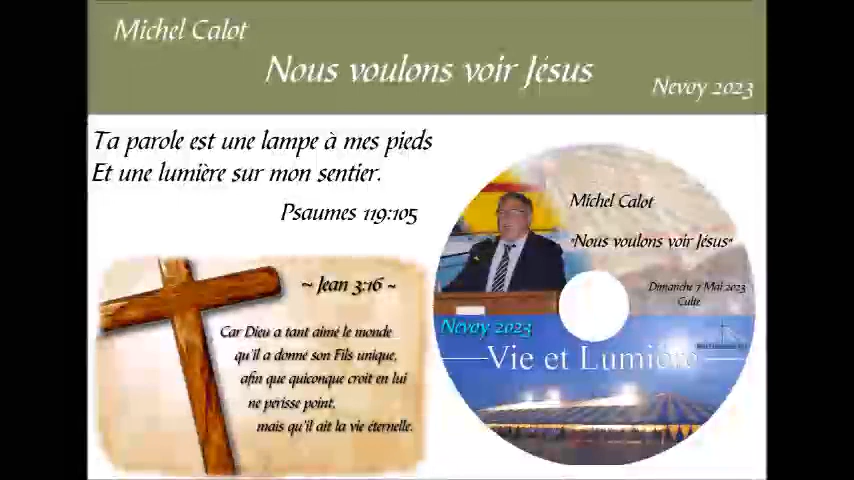 Michel Calot
Nous voulons voir Jésus
Nevoy 2023
Ta parole est une lampe à mes pieds
Et une lumière sur mon sentier.
Psaumes 119:105
~ Jean 3:16 ~
Car Dieu a tant aimé le monde
qu'il a donné son Fils unique,
afin que quiconque croit en lui
ne périsse point,
mais qu'il ait la vie éternelle.
Michel Calot
"Nous voulons voir Jésus"
Dimanche 7 Mai 2023
Culte
Nevoy 2023
Vie et Lumière